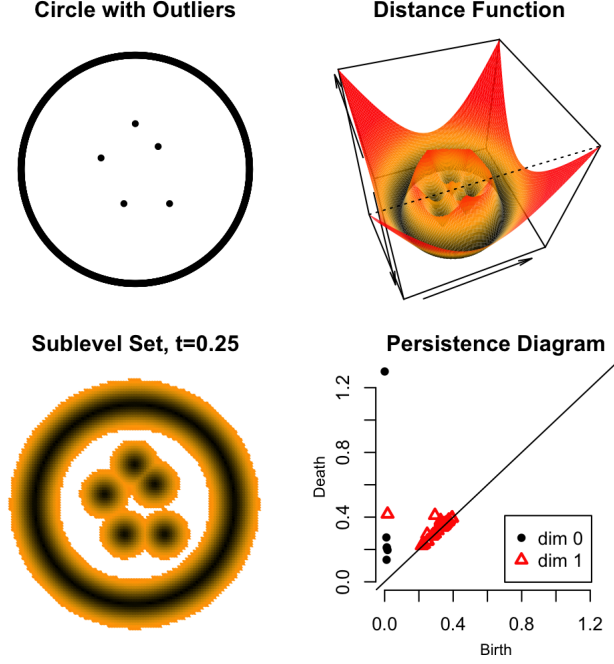 Circle with Outliers
Distance Function
Sublevel Set, t=0.25
Persistence Diagram
Death
0.0 0.4 0.8 1.2
dim 0
dim 1
0.0 0.4 0.8 1.2
Birth